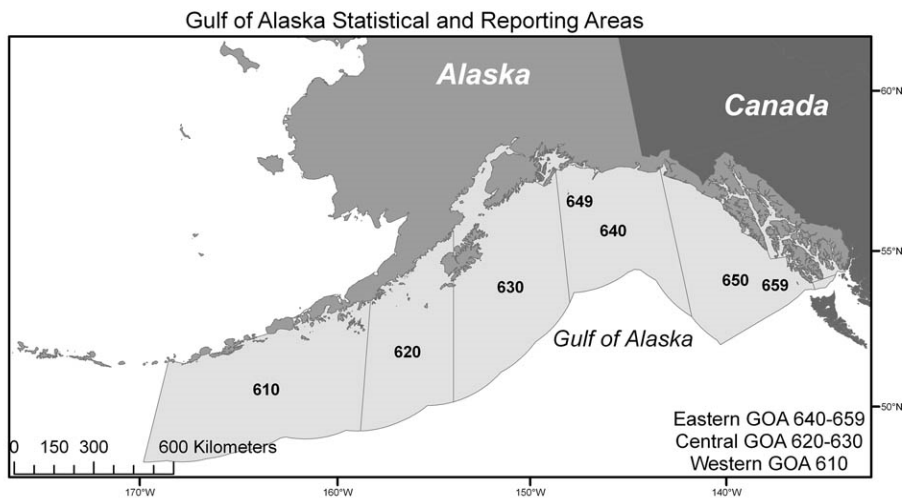 Gulf of Alaska Statistical and Reporting Areas
Alaska
Canada
60°N
649
640
55°N
650
659
630
Gulf of Alaska
620
610
50°N
Eastern GOA 640-659
Central GOA 620-630
Western GOA 610
0 150 300 600 Kilometers
170°W 160°W 150°W 140°W